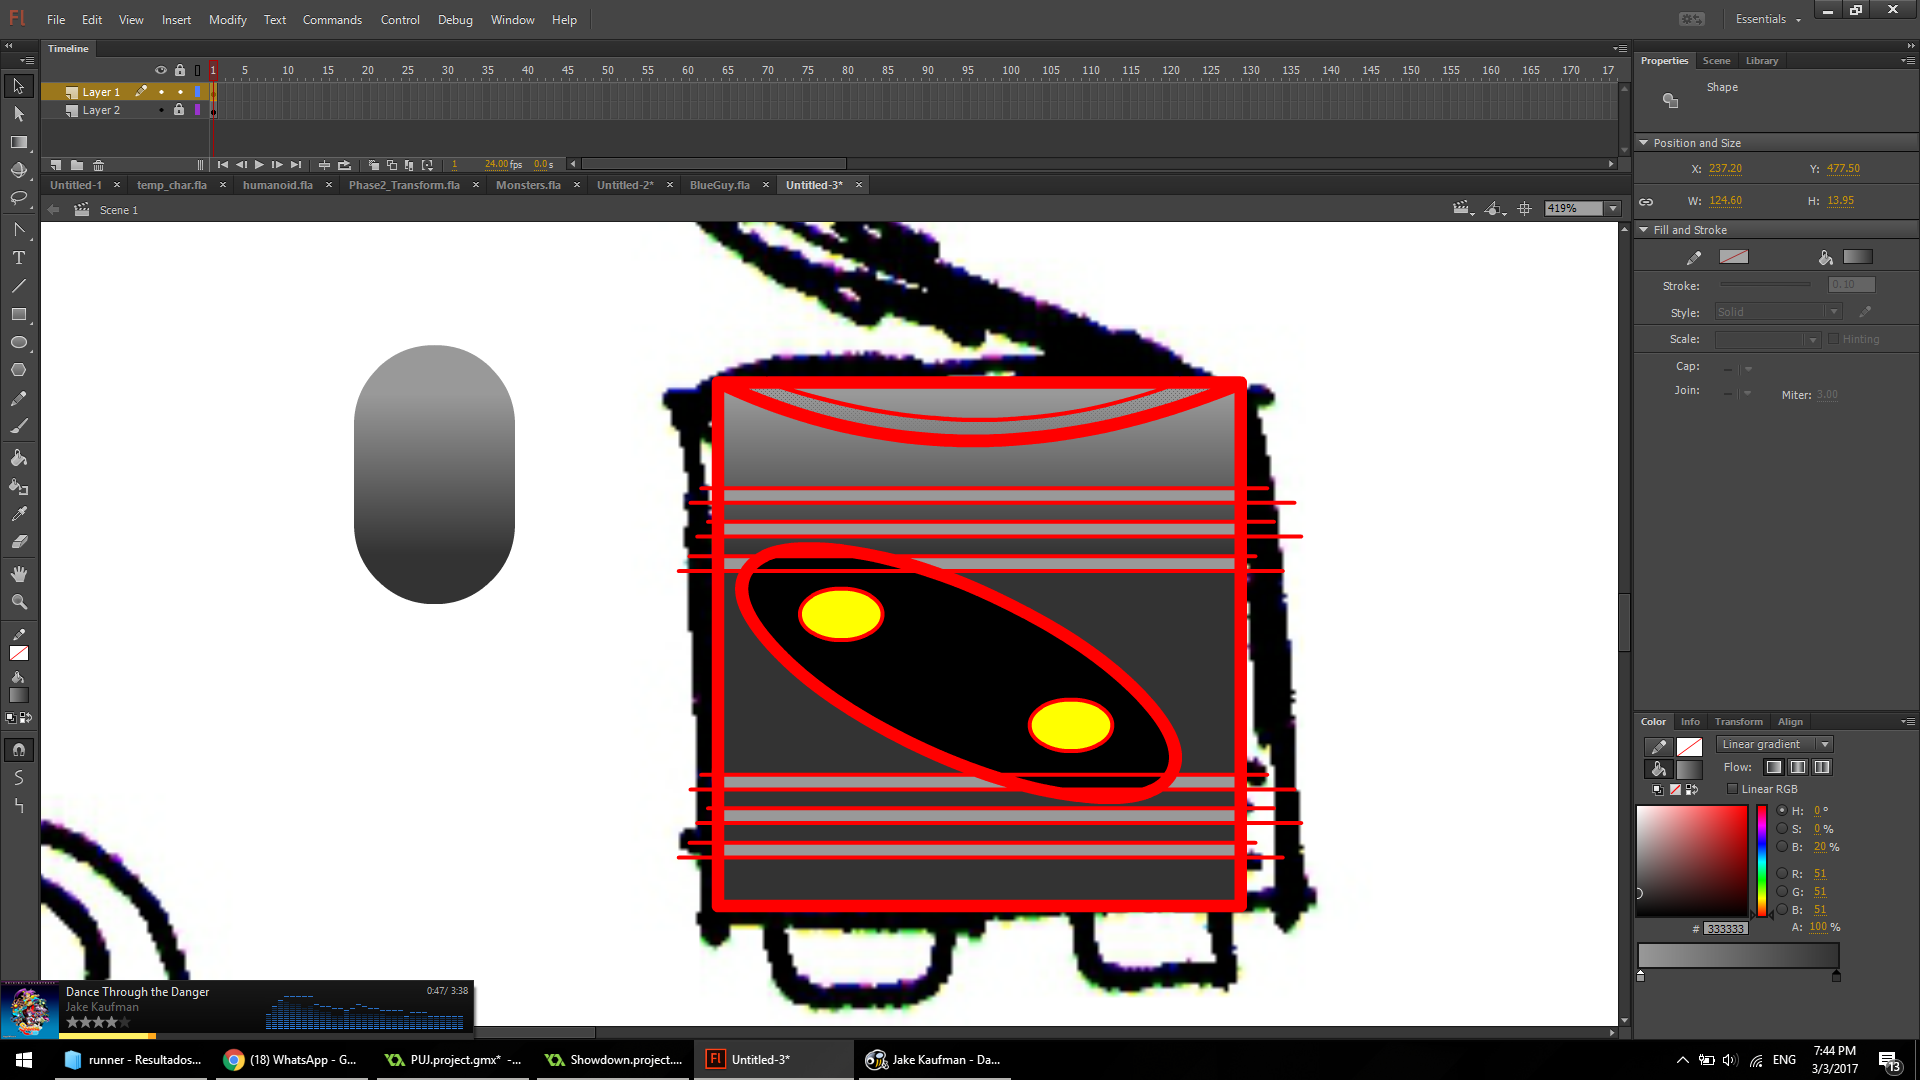 Fl File Edit View Insert Modify Text Commands Control Debug Window Help Essentials
Timeline
1 5 10 15 20 25 30 35 40 45 50 55 60 65 70 75 80 85 90 95 100 105 110 115 120 125 130 135 140 145 150 155 160 165 170 17
Layer 1
Layer 2
1 24.00 fps 0.0 s
Untitled-1 temp_char.fla humanoid.fla Phase2_Transform.fla Monsters.fla Untitled-2* BlueGuy.fla Untitled-3*
Scene 1 419%
Properties Scene Library
Shape
Position and Size
X: 237.20 Y: 477.50
W: 124.60 H: 13.95
Fill and Stroke
Stroke: 0.10
Style: Solid
Scale: Hinting
Cap:
Join: Miter: 3.00
Color Info Transform Align
Linear gradient
Flow:
Linear RGB
H: 0 °
S: 0 %
B: 20 %
R: 51
G: 51
B: 51
# 333333 A: 100 %
Dance Through the Danger 0:47/ 3:38
Jake Kaufman
runner - Resultados... (18) WhatsApp - G... PUJ.project.gmx* -... Showdown.project.... Fl Untitled-3* Jake Kaufman - Da... ENG 7:44 PM
3/3/2017 13